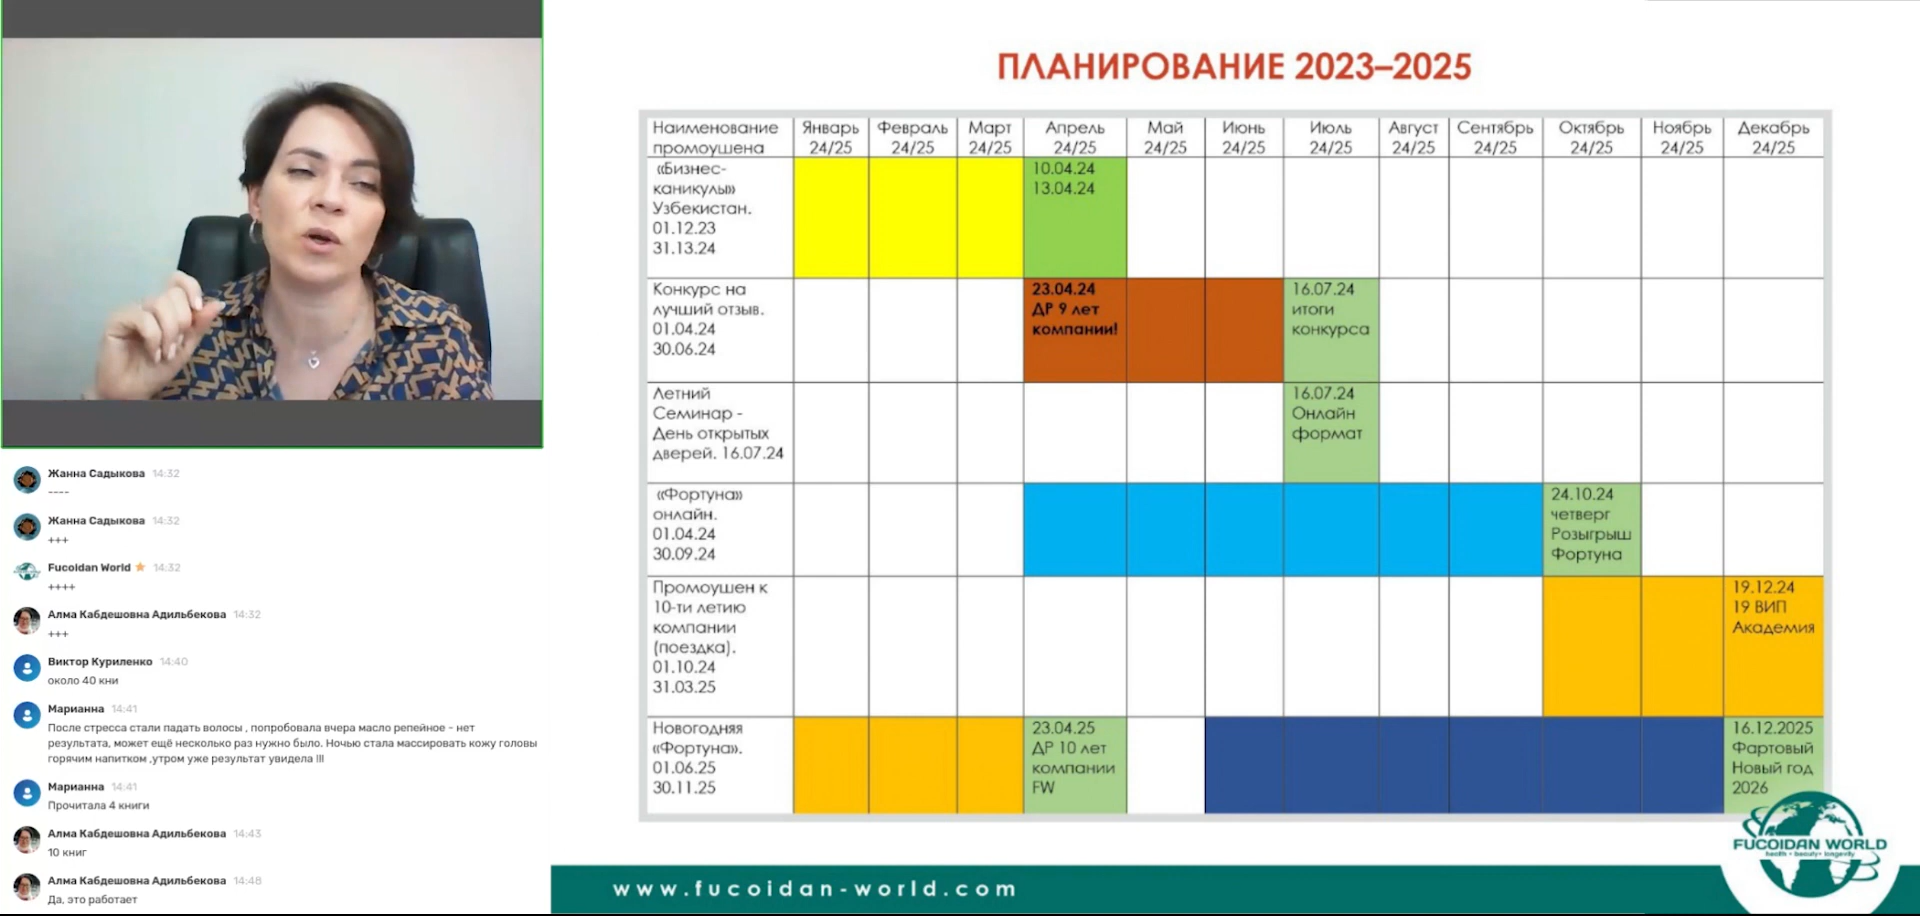 ПЛАНИРОВАНИЕ 2023–2025
Наименование
промоушена
Январь
24/25
Февраль
24/25
Март
24/25
Апрель
24/25
Май
24/25
Июнь
24/25
Июль
24/25
Август
24/25
Сентябрь
24/25
Октябрь
24/25
Ноябрь
24/25
Декабрь
24/25
«Бизнес-
каникулы»
Узбекистан.
01.12.23
31.13.24
10.04.24
13.04.24
Конкурс на
лучший отзыв.
01.04.24
30.06.24
23.04.24
ДР 9 лет
компании!
16.07.24
итоги
конкурса
Летний
Семинар -
День открытых
дверей. 16.07.24
16.07.24
Онлайн
формат
«Фортуна»
онлайн.
01.04.24
30.09.24
24.10.24
четверг
Розыгрыш
Фортуна
Промоушен к
10-ти летию
компании
(поездка).
01.10.24
31.03.25
19.12.24
19 ВИП
Академия
Новогодняя
«Фортуна».
01.06.25
30.11.25
23.04.25
ДР 10 лет
компании
FW
16.12.2025
Фартовый
Новый год
2026
FUCOIDAN WORLD
health • beauty • longevity
www.fucoidan-world.com
Жанна Садыкова 14:32
----
Жанна Садыкова 14:32
+++
Fucoidan World 14:32
++++
Алма Кабдешовна Адильбекова 14:32
+++
Виктор Куриленко 14:40
около 40 кни
Марианна 14:41
После стресса стали падать волосы , попробовала вчера масло репейное - нет
результата, может ещё несколько раз нужно было. Ночью стала массировать кожу головы
горячим напитком ,утром уже результат увидела !!!
Марианна 14:41
Прочитала 4 книги
Алма Кабдешовна Адильбекова 14:43
10 книг
Алма Кабдешовна Адильбекова 14:48
Да, это работает